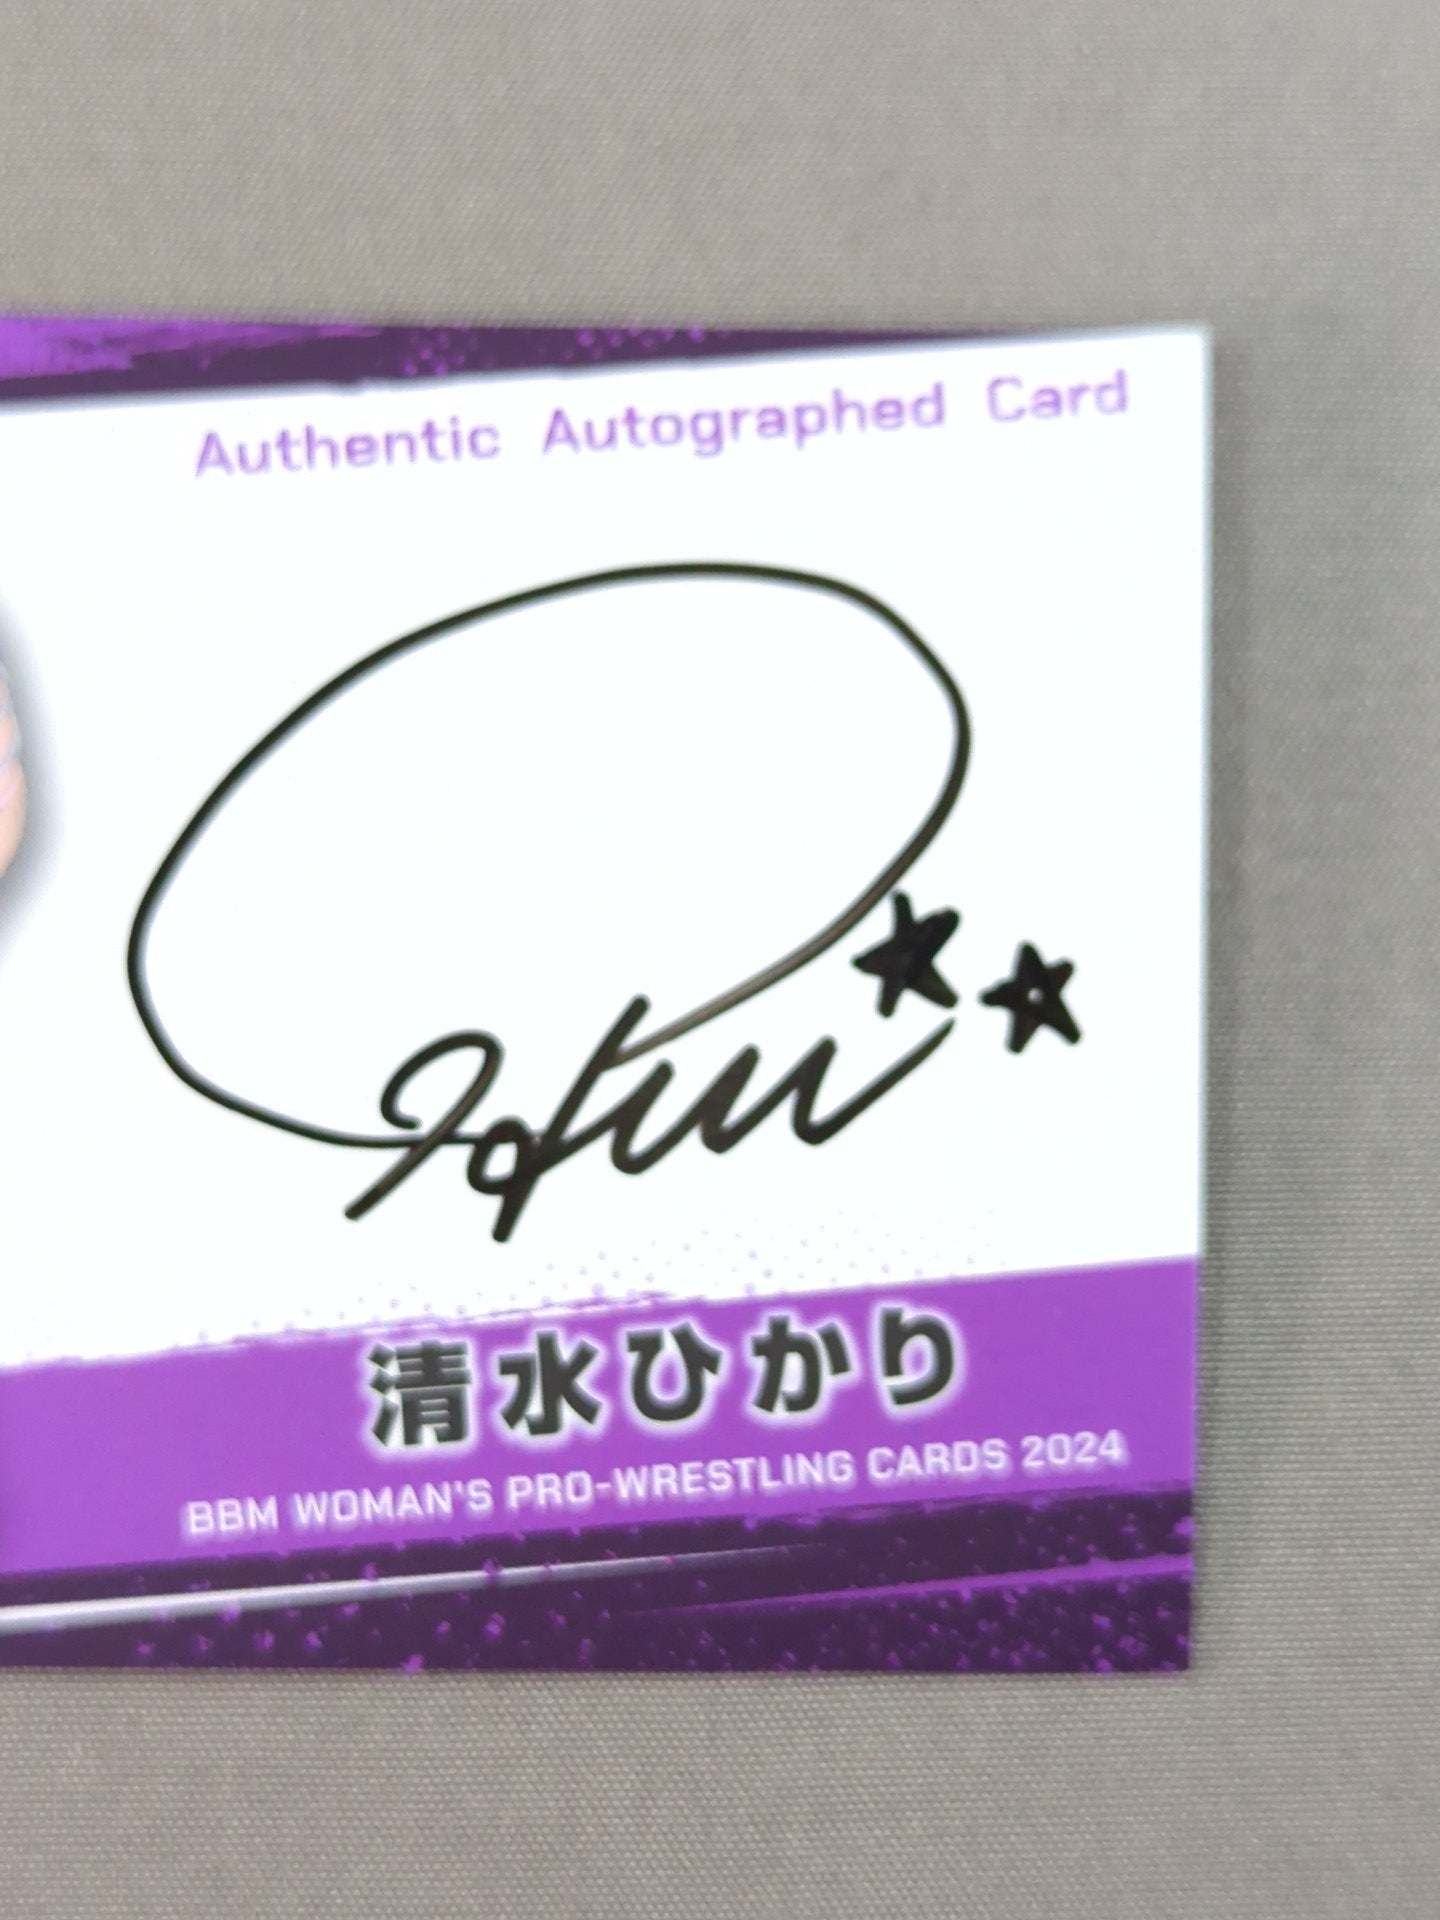 Authentic Autographed Card
清水ひかり
BBM WOMAN'S PRO-WRESTLING CARDS 2024